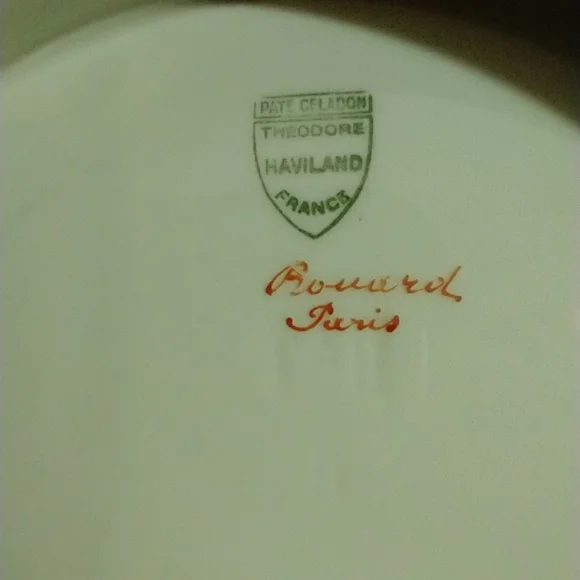 PATE CELADON
THEODORE
HAVILAND
FRANCE
Rouard
Paris